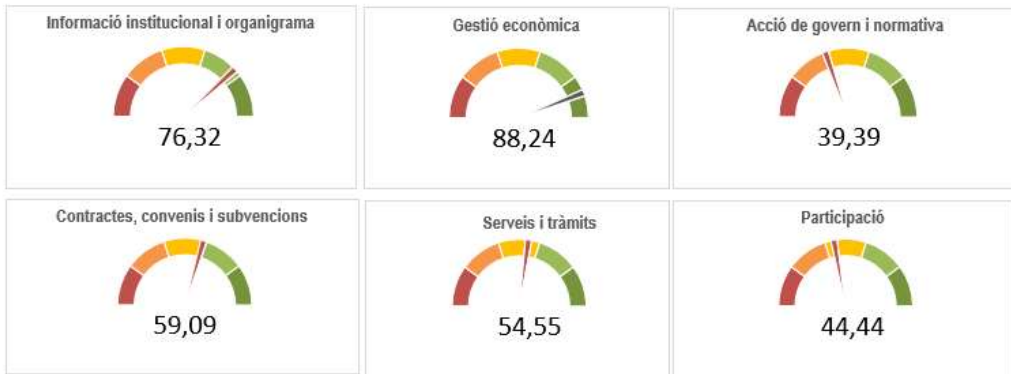 Informació institucional i organigrama
76,32
Gestió econòmica
88,24
Acció de govern i normativa
39,39
Contractes, convenis i subvencions
59,09
Serveis i tràmits
54,55
Participació
44,44